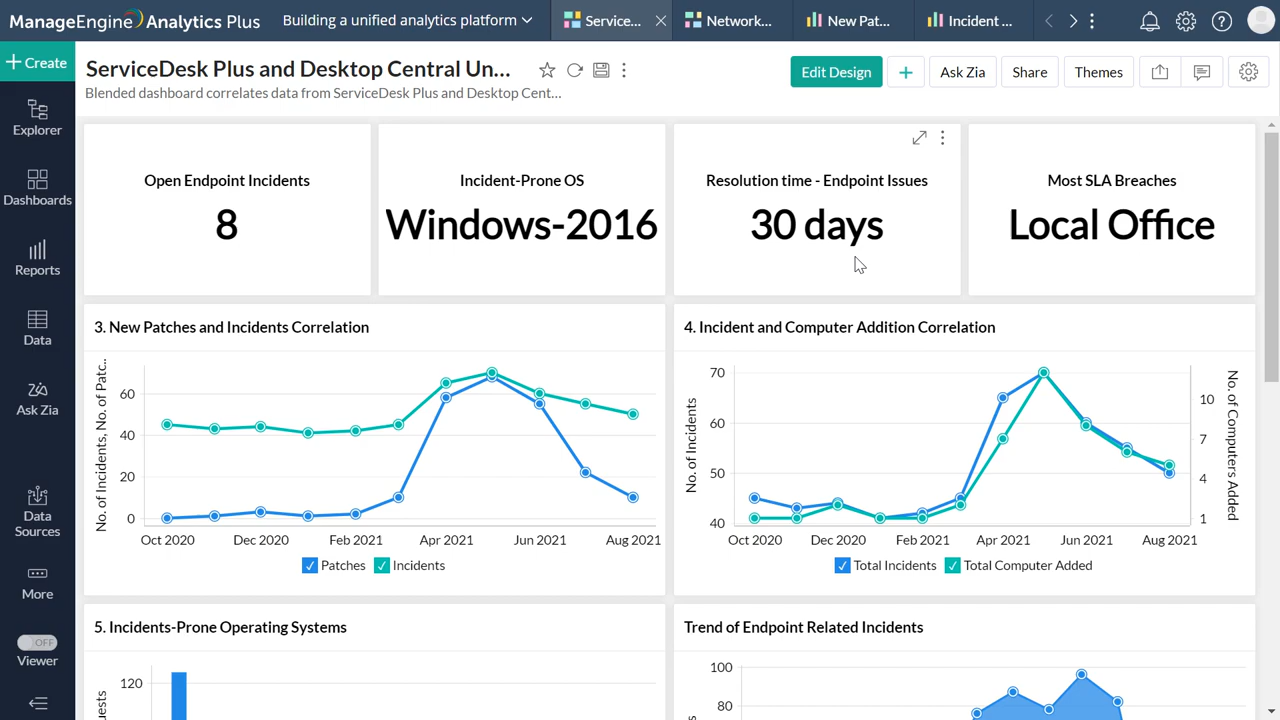 ManageEngine Analytics Plus
Building a unified analytics platform
Service...
Network...
New Pat...
Incident ...
Create
Explorer
Dashboards
Reports
Data
Ask Zia
Data
Sources
More
OFF
Viewer
ServiceDesk Plus and Desktop Central Un...
Blended dashboard correlates data from ServiceDesk Plus and Desktop Cent...
Edit Design
Ask Zia
Share
Themes
Open Endpoint Incidents
8
Incident-Prone OS
Windows-2016
Resolution time - Endpoint Issues
30 days
Most SLA Breaches
Local Office
3. New Patches and Incidents Correlation
No. of Incidents, No. of Patc..
60
40
20
0
Oct 2020 Dec 2020 Feb 2021 Apr 2021 Jun 2021 Aug 2021
Patches Incidents
4. Incident and Computer Addition Correlation
No. of Incidents
70
60
50
40
No. of Computers Added
10
7
4
1
Oct 2020 Dec 2020 Feb 2021 Apr 2021 Jun 2021 Aug 2021
Total Incidents Total Computer Added
5. Incidents-Prone Operating Systems
120
Trend of Endpoint Related Incidents
100
80